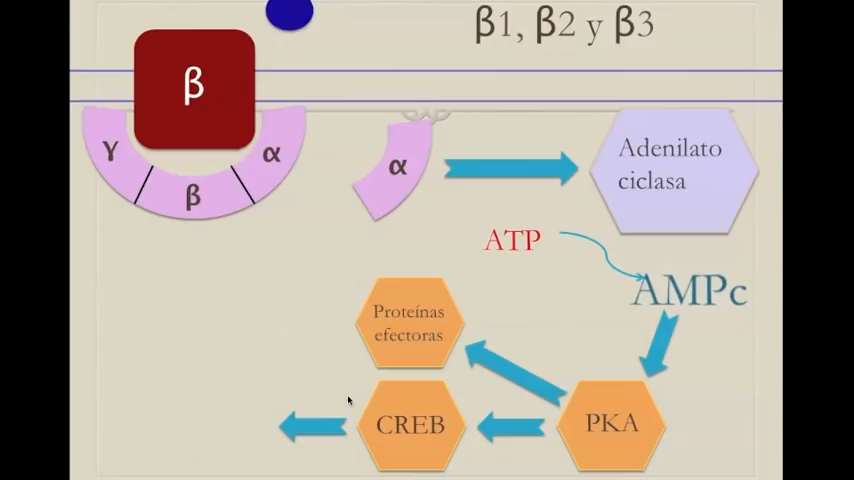 β1, β2 y β3
β
γ
β
α
α
Adenilato
ciclasa
ATP
AMPc
Proteínas
efectoras
CREB
PKA